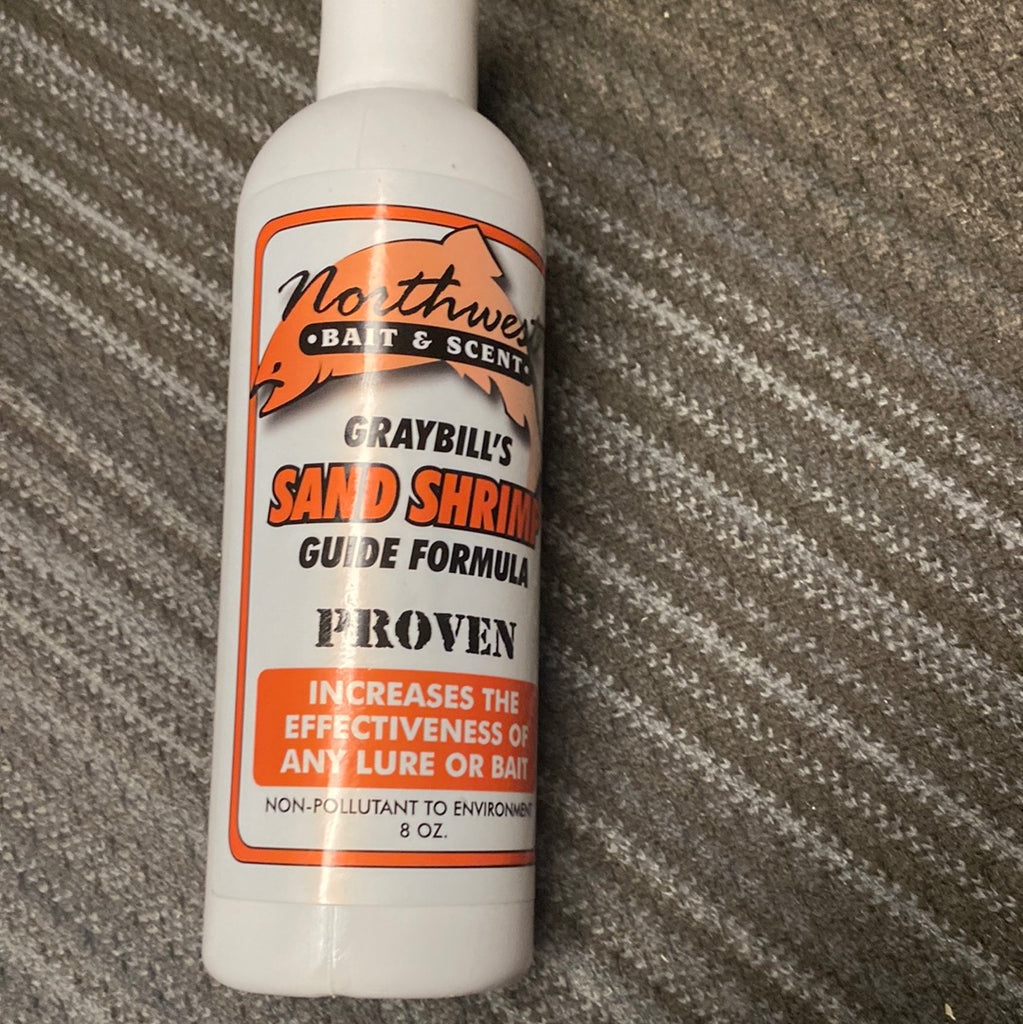 Northwest
•BAIT & SCENT•
GRAYBILL'S
SAND SHRIMP
GUIDE FORMULA
PROVEN
INCREASES THE
EFFECTIVENESS OF
ANY LURE OR BAIT
NON-POLLUTANT TO ENVIRONMENT
8 OZ.